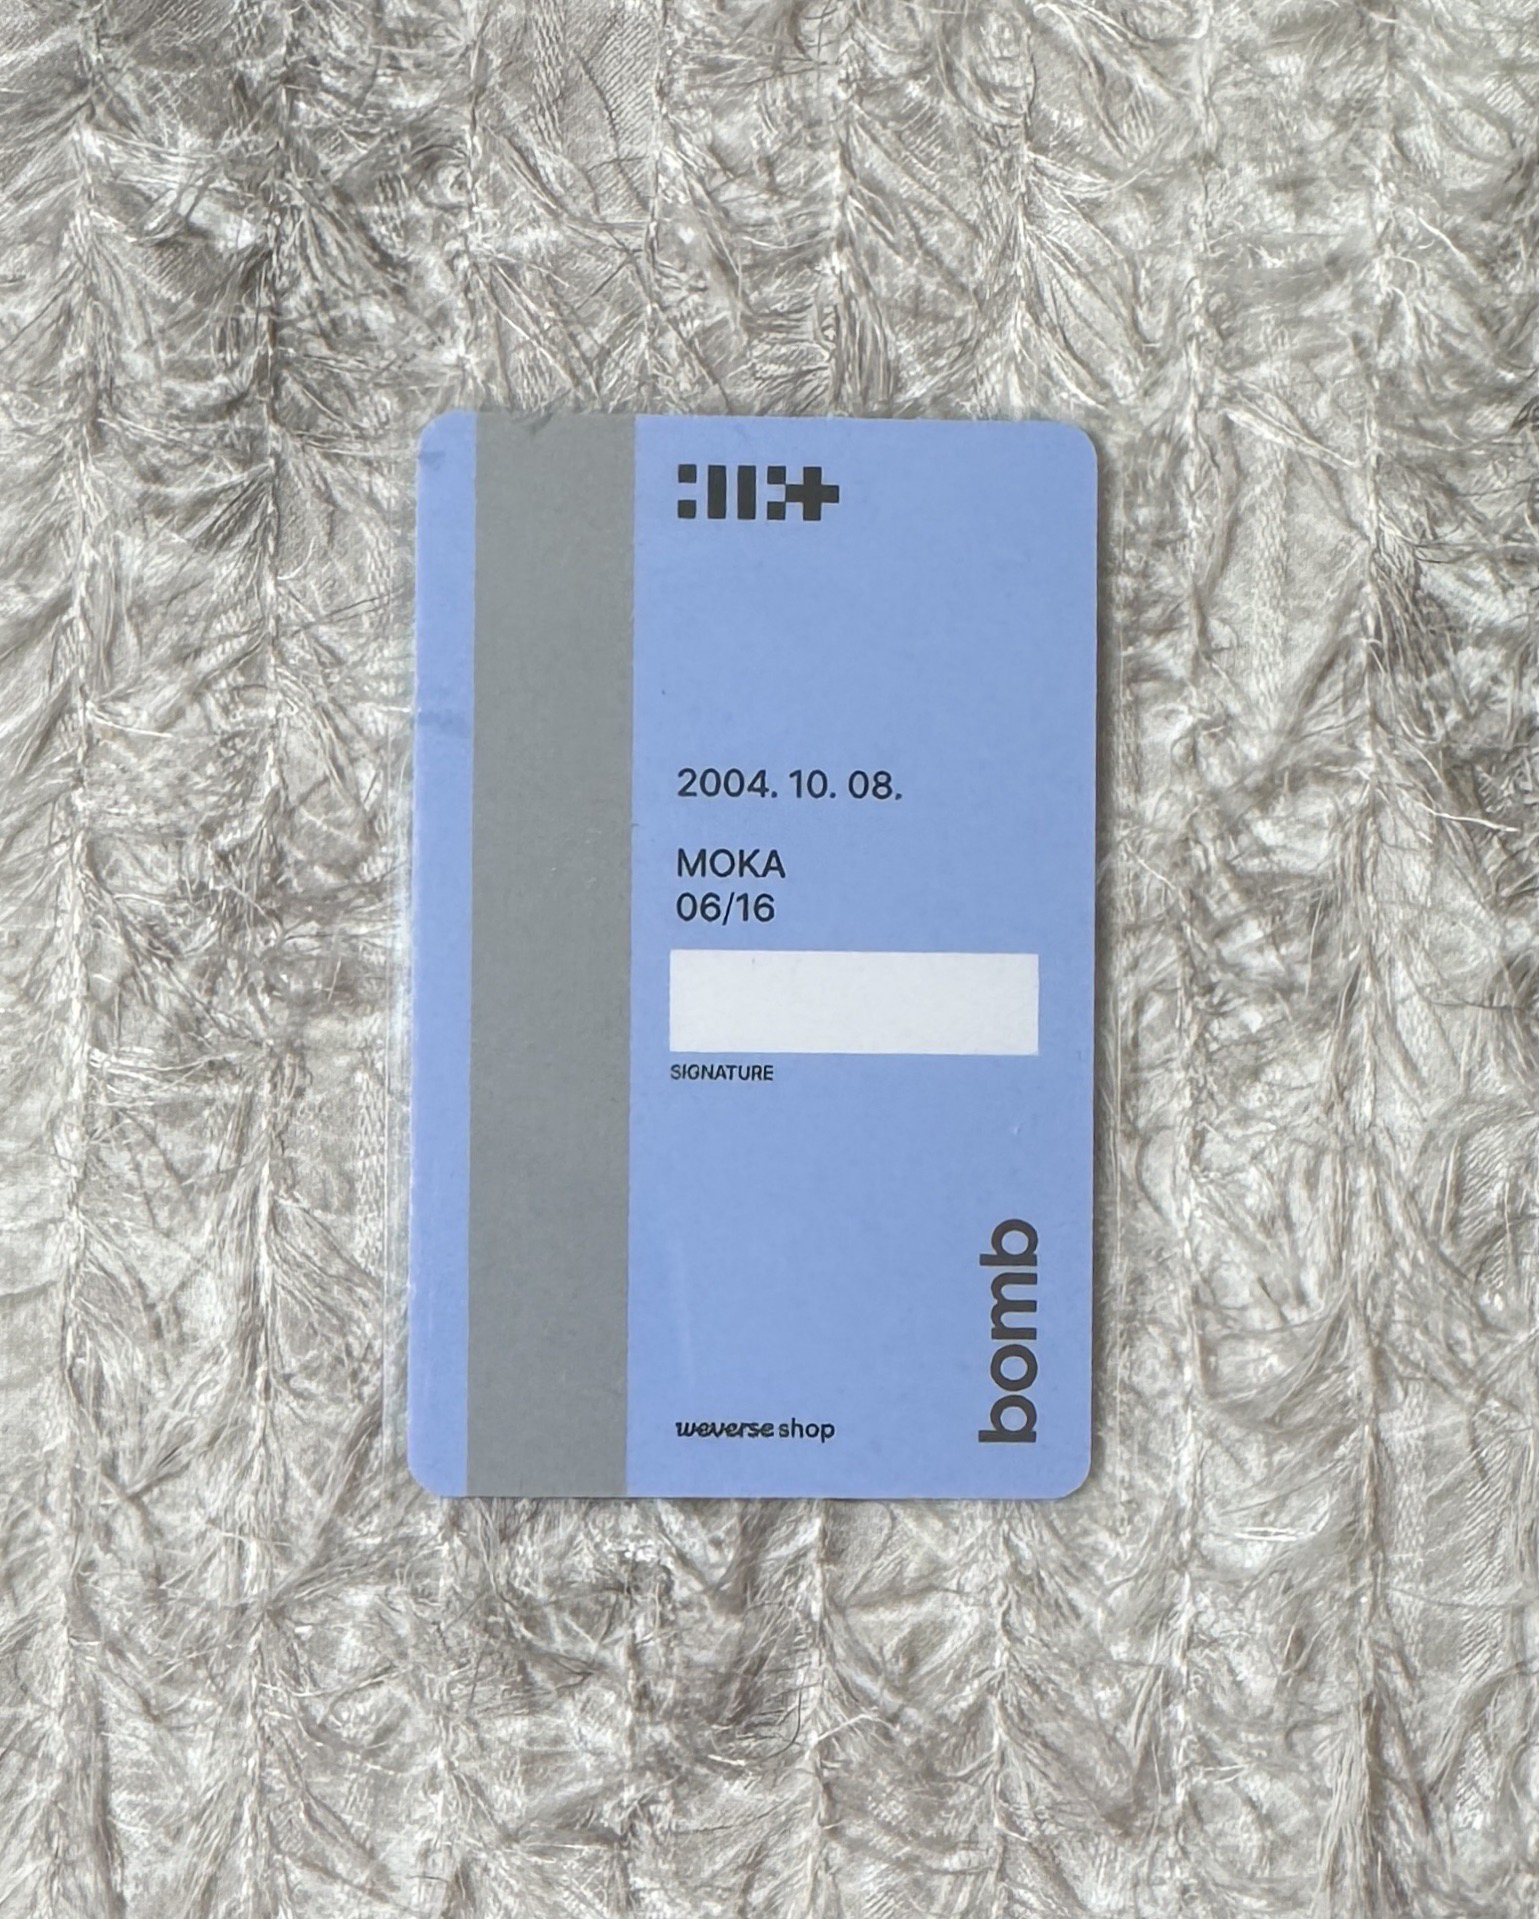 2004. 10. 08.
MOKA
06/16
SIGNATURE
bomb
weverse shop